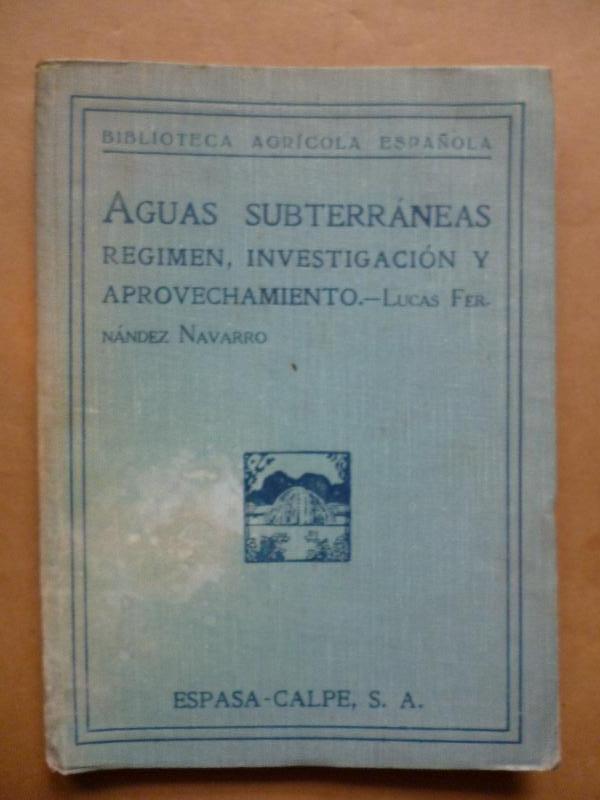 BIBLIOTECA AGRÍCOLA ESPAÑOLA
AGUAS SUBTERRÁNEAS
REGIMEN, INVESTIGACIÓN Y
APROVECHAMIENTO.—LUCAS FER-
NÁNDEZ NAVARRO
ESPASA-CALPE, S. A.